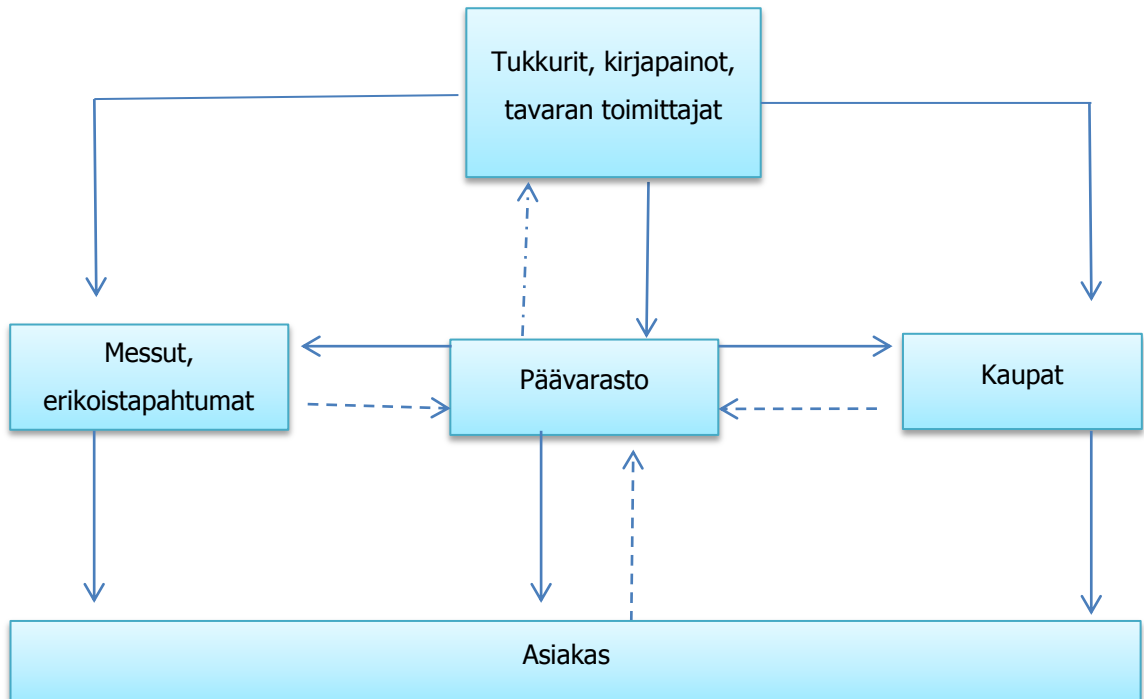 Tukkurit, kirjapainot,
tavaran toimittajat
Messut,
erikoistapahtumat
Päävarasto
Kaupat
Asiakas